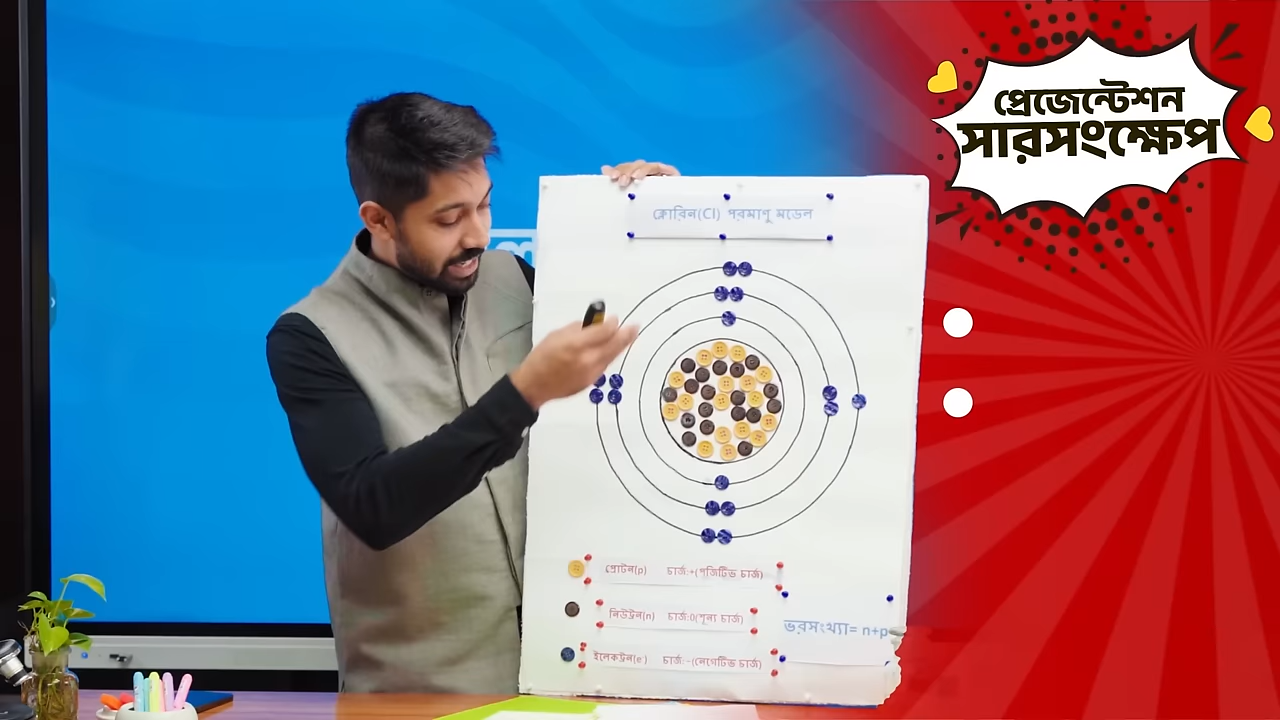 প্রেজেন্টেশন
সারসংক্ষেপ
ক্লোরিন(Cl) পরমাণু মডেল
প্রোটন(p) চার্জ:+(পজিটিভ চার্জ)
নিউট্রন(n) চার্জ:0(শূন্য চার্জ)
ভরসংখ্যা= n+p
ইলেকট্রন(e⁻) চার্জ:-(নেগেটিভ চার্জ)